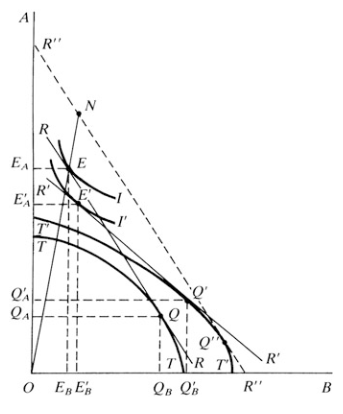 A
R''
N
R
E_A
E
I
R'
E'_A
E'
I'
T'
T
Q'_A
Q'
Q_A
Q
Q''
T
R
T'
R'
O
E_B
E'_B
Q_B
Q'_B
R''
B